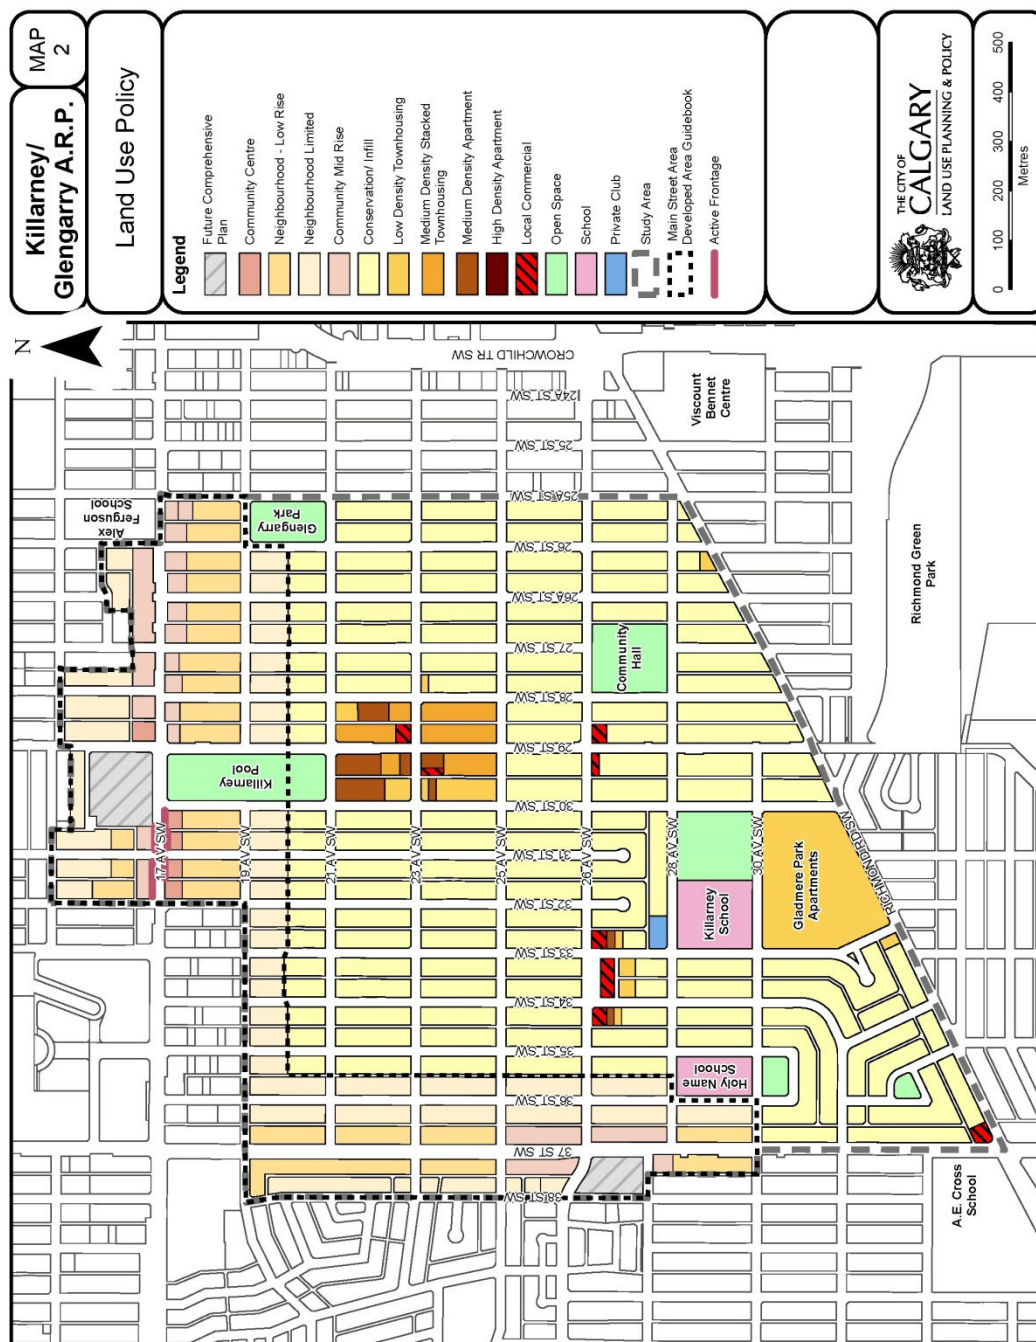 Killarney/
Glengarry A.R.P.
MAP
2
Land Use Policy
Legend
Future Comprehensive
Plan
Community Centre
Neighbourhood - Low Rise
Neighbourhood Limited
Community Mid Rise
Conservation/ Infill
Low Density Townhousing
Medium Density Stacked
Townhousing
Medium Density Apartment
High Density Apartment
Local Commercial
Open Space
School
Private Club
Study Area
Main Street Area
Developed Area Guidebook
Active Frontage
THE CITY OF
CALGARY
LAND USE PLANNING & POLICY
0 100 200 300 400 500
Metres
N
CROWCHILD TR SW
24A ST SW
25 ST SW
25A ST SW
26 ST SW
26A ST SW
27 ST SW
28 ST SW
29 ST SW
30 ST SW
31 ST SW
32 ST SW
33 ST SW
34 ST SW
35 ST SW
36 ST SW
37 ST SW
38 ST SW
17 AV SW
19 AV SW
21 AV SW
23 AV SW
25 AV SW
26 AV SW
28 AV SW
30 AV SW
RICHMOND RD SW
Alex
Ferguson
School
Glengarry
Park
Killarney
Pool
Community
Hall
Viscount
Bennet
Centre
Richmond Green
Park
Killarney
School
Gladmere Park
Apartments
Holy Name
School
A.E. Cross
School